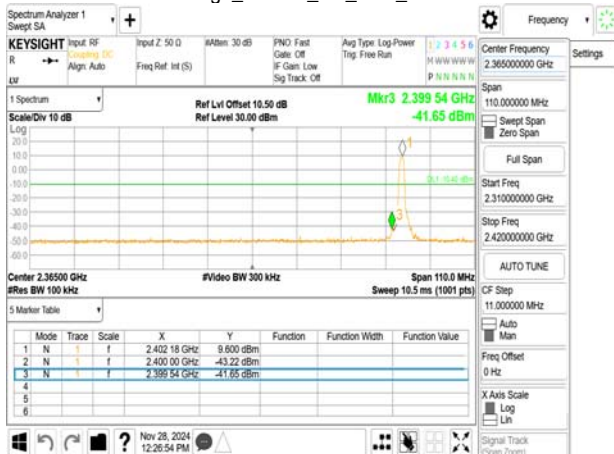 Spectrum Analyzer 1
Swept SA
Frequency
Settings
KEYSIGHT
Input: RF
Coupling: DC
Align: Auto
Input Z: 50 Ω
Freq Ref: Int (S)
#Atten: 30 dB
PNO: Fast
Gate: Off
IF Gain: Low
Sig Track: Off
Avg Type: Log-Power
Trig: Free Run
1 2 3 4 5 6
M W W W W W
P N N N N N
R
LVI
1 Spectrum
Scale/Div 10 dB
Ref Lvl Offset 10.50 dB
Ref Level 30.00 dBm
Mkr3 2.399 54 GHz
-41.65 dBm
Log
20.0
10.0
0.00
-10.0
-20.0
-30.0
-40.0
-50.0
-60.0
1
3
Center 2.36500 GHz
#Res BW 100 kHz
#Video BW 300 kHz
Span 110.0 MHz
Sweep 10.5 ms (1001 pts)
5 Marker Table
Mode Trace Scale X Y Function Function Width Function Value
1 N 1 f 2.402 18 GHz 9.600 dBm
2 N 1 f 2.400 00 GHz -43.22 dBm
3 N 1 f 2.399 54 GHz -41.65 dBm
4
5
6
Nov 28, 2024
12:26:54 PM
Center Frequency
2.365000000 GHz
Span
110.000000 MHz
Swept Span
Zero Span
Full Span
Start Freq
2.310000000 GHz
Stop Freq
2.420000000 GHz
AUTO TUNE
CF Step
11.000000 MHz
Auto
Man
Freq Offset
0 Hz
X Axis Scale
Log
Lin
Signal Track
(Span Zoom)